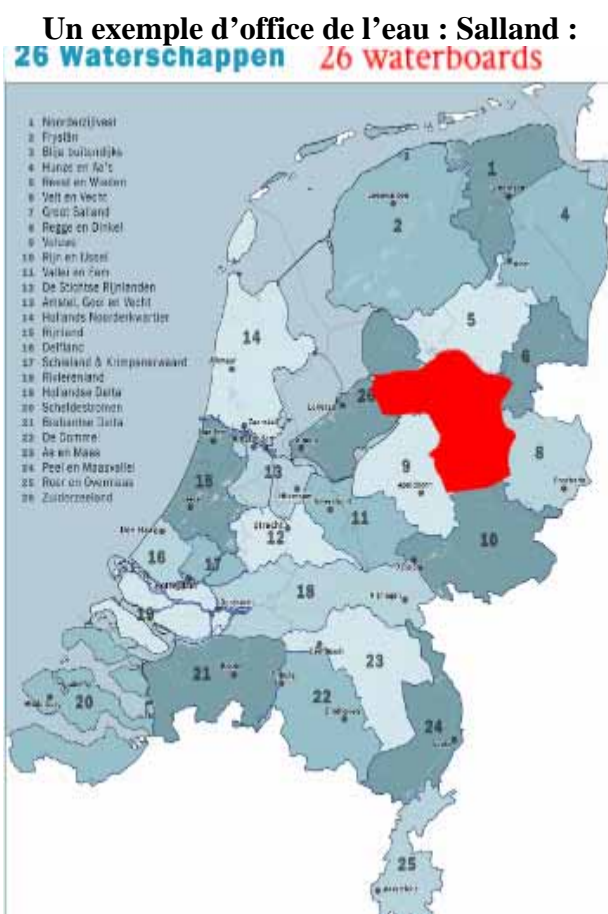 Un exemple d’office de l’eau : Salland :
26 Waterschappen 26 waterboards
1 Noorderzijlvest
2 Fryslân
3 Blija buitendijks
4 Hunze en Aa's
5 Reest en Wieden
6 Velt en Vecht
7 Groot Salland
8 Regge en Dinkel
9 Veluwe
10 Rijn en IJssel
11 Vallei en Eem
12 De Stichtse Rijnlanden
13 Amstel, Gooi en Vecht
14 Hollands Noorderkwartier
15 Rijnland
16 Delfland
17 Schieland & Krimpenerwaard
18 Rivierenland
19 Hollandse Delta
20 Scheldestromen
21 Brabantse Delta
22 De Dommel
23 Aa en Maas
24 Peel en Maasvallei
25 Roer en Overmaas
26 Zuiderzeeland
1
2
4
5
14
6
26
8
9
15
13
11
10
12
Utrecht
Den Haag
16
17
18
19
23
21
20
22
24
25